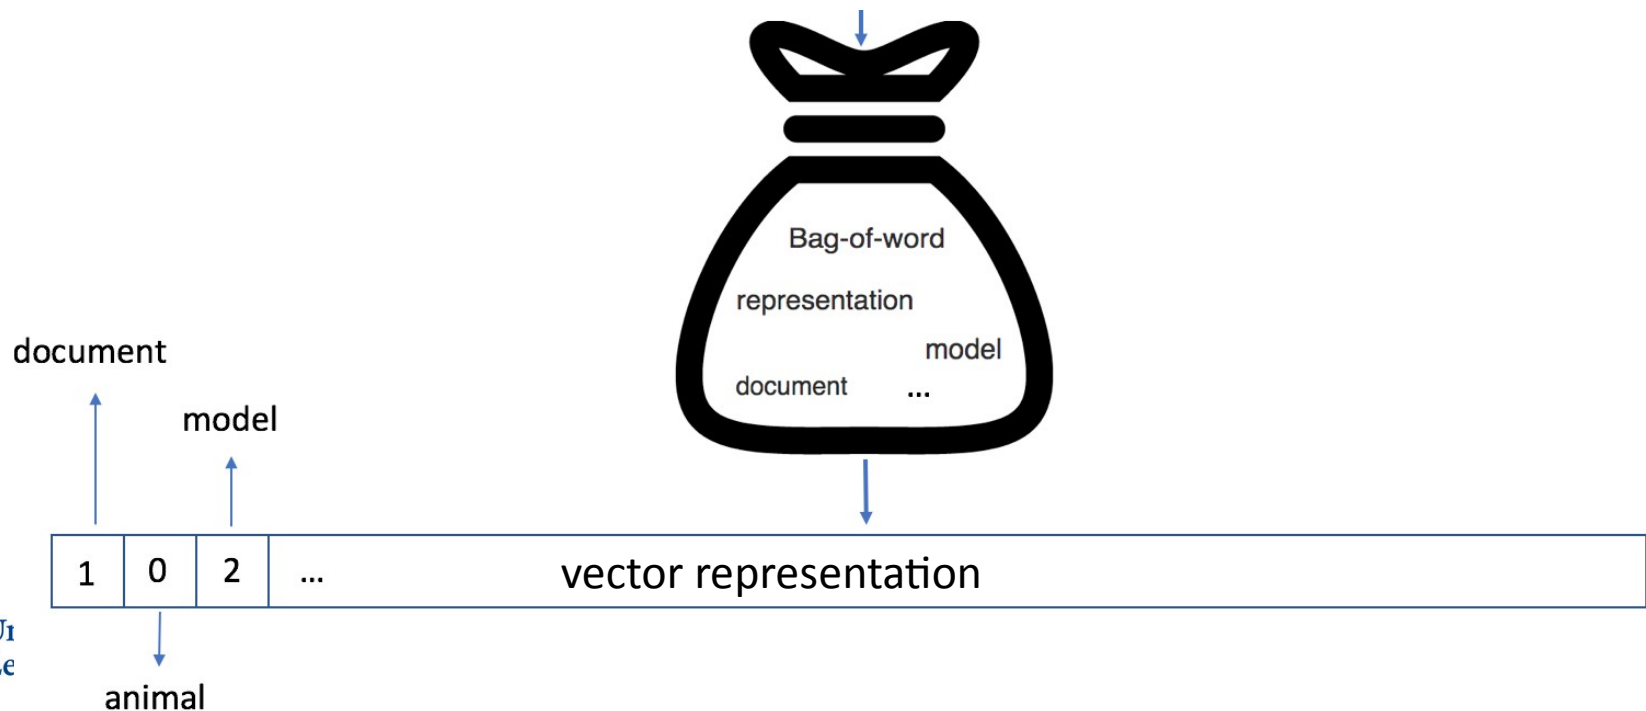 Bag-of-word
representation
model
document ...
document
model
1 0 2 ... vector representation
animal